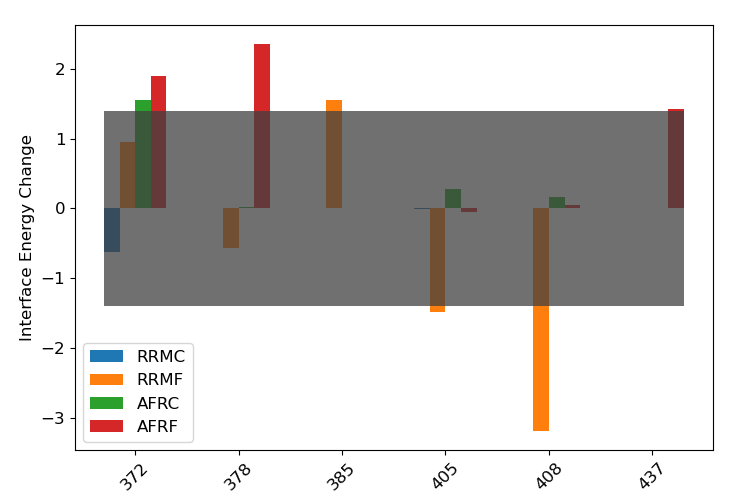 Interface Energy Change
2
1
0
−1
−2
−3
RRMC
RRMF
AFRC
AFRF
372
378
385
405
408
437